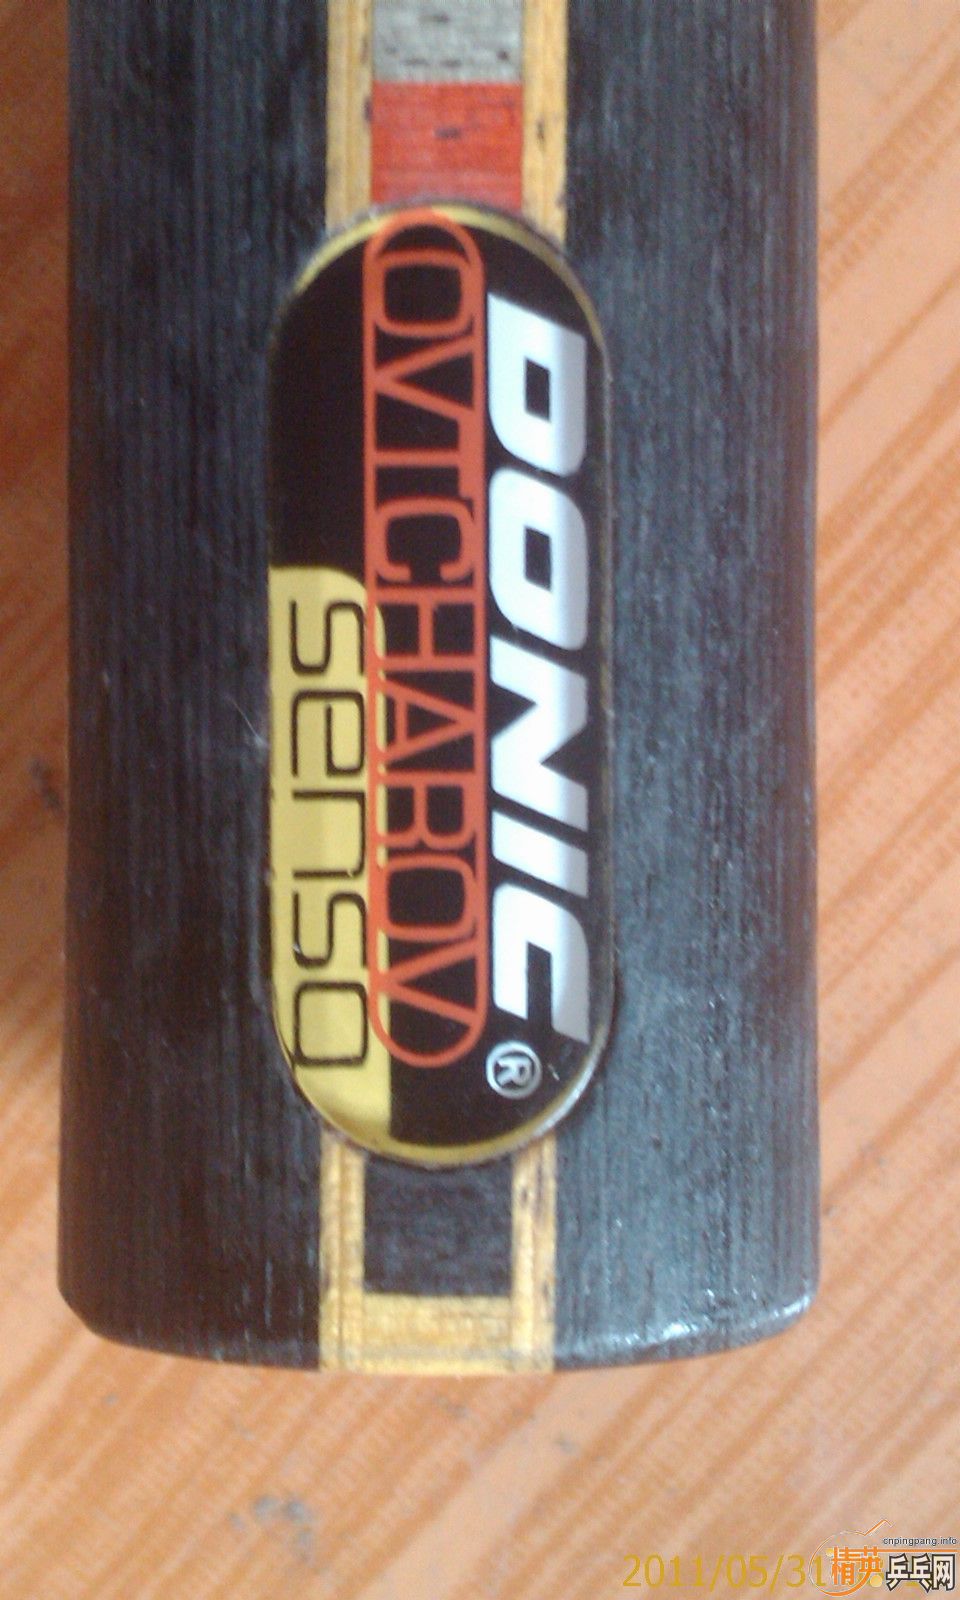 DONIC®
OVTCHAROV
senso
cnpingpang.info
精英乒乓网
2011/05/31